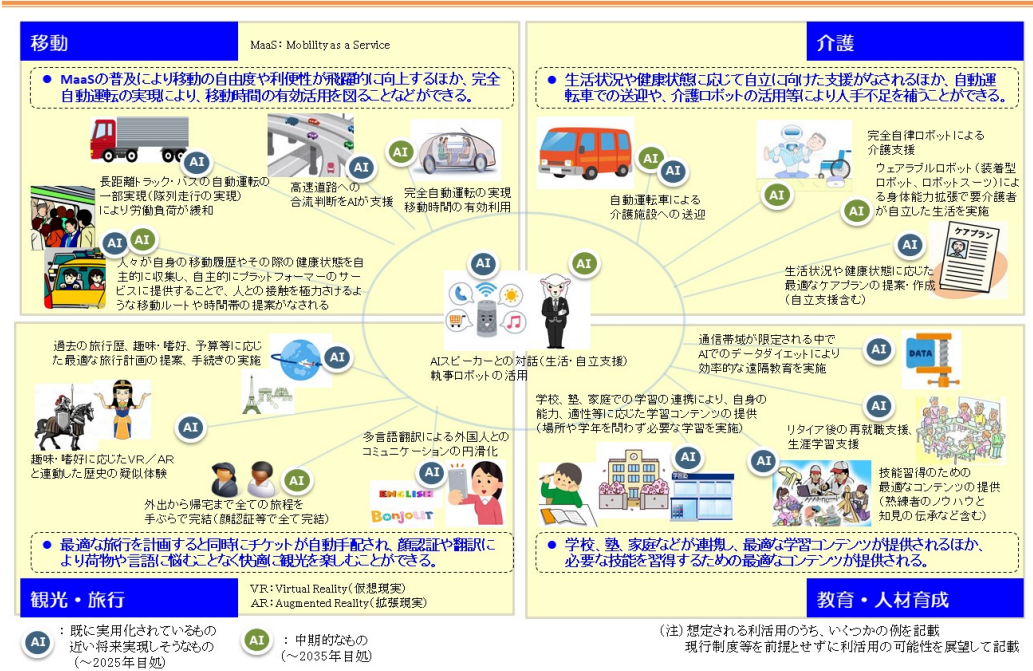 移動
MaaS: Mobility as a Service
● MaaSの普及により移動の自由度や利便性が飛躍的に向上するほか、完全
自動運転の実現により、移動時間の有効活用を図ることなどができる。
AI
長距離トラック・バスの自動運転の
一部実現(隊列走行の実現)
により労働負荷が緩和
AI
高速道路への
合流判断をAIが支援
AI
完全自動運転の実現
移動時間の有効利用
AI
AI
人々が自身の移動履歴やその際の健康状態を自
主的に収集し、自主的にプラットフォーマーのサー
ビスに提供することで、人との接触を極力さけるよ
うな移動ルートや時間帯の提案がなされる
介護
● 生活状況や健康状態に応じて自立に向けた支援がなされるほか、自動運
転車での送迎や、介護ロボットの活用等により人手不足を補うことができる。
AI
AI
自動運転車による
介護施設への送迎
AI
完全自律ロボットによる
介護支援
AI
ウェアラブルロボット(装着型
ロボット、ロボットスーツ)によ
る身体能力拡張で要介護者
が自立した生活を実施
AI
ケアプラン
生活状況や健康状態に応じた
最適なケアプランの提案・作成
(自立支援含む)
AI
AI
AIスピーカーとの対話(生活・自立支援)
執事ロボットの活用
過去の旅行歴、趣味・嗜好、予算等に応じ
た最適な旅行計画の提案、手続きの実施
AI
AI
趣味・嗜好に応じたVR/AR
と連動した歴史の疑似体験
AI
外出から帰宅まで全ての旅程を
手ぶらで完結(顔認証等で全て完結)
多言語翻訳による外国人との
コミュニケーションの円滑化
AI
ENGLISH
Bonjour
● 最適な旅行を計画すると同時にチケットが自動手配され、顔認証や翻訳に
より荷物や言語に悩むことなく快適に観光を楽しむことができる。
観光・旅行
VR:Virtual Reality(仮想現実)
AR:Augmented Reality(拡張現実)
通信帯域が限定される中で
AIでのデータダイエットにより
効率的な遠隔教育を実施
AI
DATA
学校、塾、家庭での学習の連携により、自身の
能力、適性等に応じた学習コンテンツの提供
(場所や学年を問わず必要な学習を実施)
AI
AI
リタイア後の再就職支援、
生涯学習支援
AI
技能習得のための
最適なコンテンツの提供
(熟練者のノウハウと
知見の伝承など含む)
● 学校、塾、家庭などが連携し、最適な学習コンテンツが提供されるほか、
必要な技能を習得するための最適なコンテンツが提供される。
教育・人材育成
AI
:既に実用化されているもの
近い将来実現しそうなもの
(~2025年目処)
AI
:中期的なもの
(~2035年目処)
(注)想定される利活用のうち、いくつかの例を記載
現行制度等を前提とせずに利活用の可能性を展望して記載